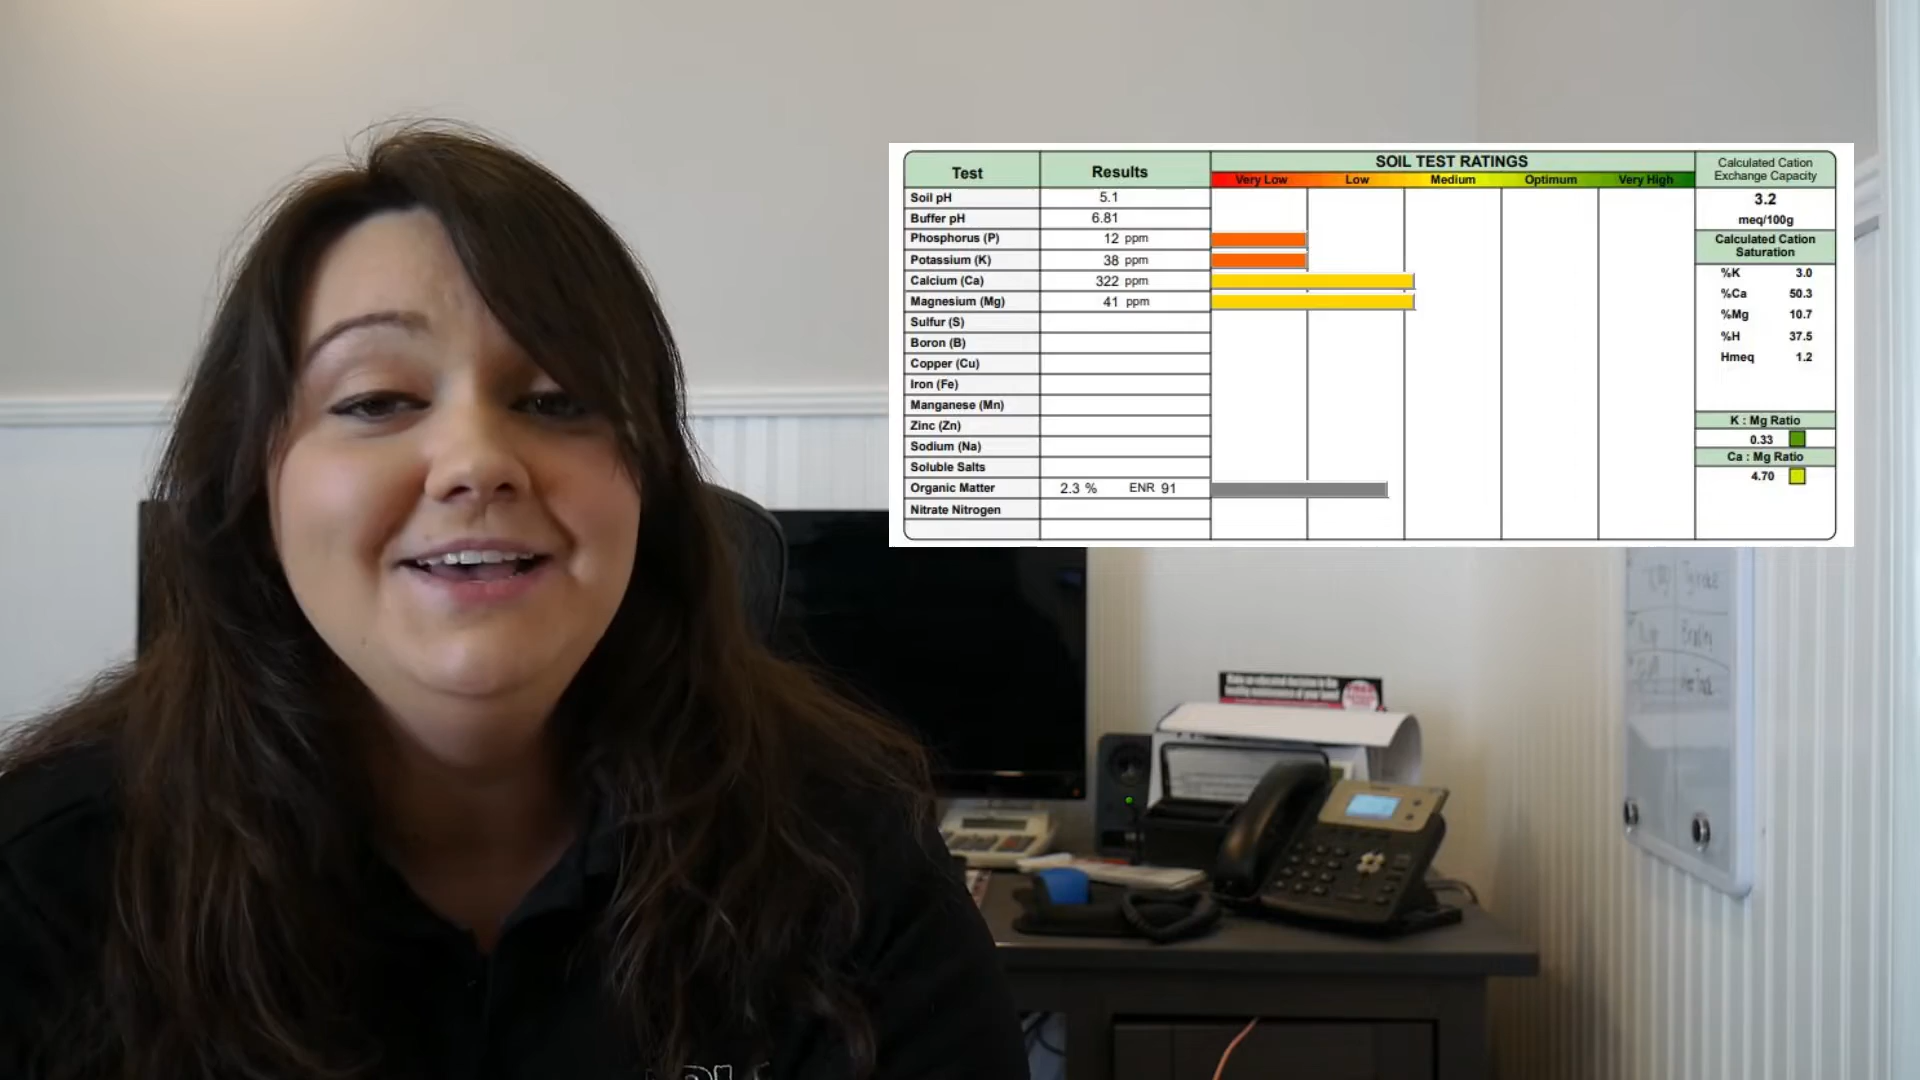 Test Results SOIL TEST RATINGS Calculated Cation Exchange Capacity
Very Low Low Medium Optimum Very High
Soil pH 5.1 3.2
Buffer pH 6.81 meq/100g
Phosphorus (P) 12 ppm Calculated Cation Saturation
Potassium (K) 38 ppm %K 3.0
Calcium (Ca) 322 ppm %Ca 50.3
Magnesium (Mg) 41 ppm %Mg 10.7
Sulfur (S) %H 37.5
Boron (B) Hmeq 1.2
Copper (Cu)
Iron (Fe)
Manganese (Mn)
Zinc (Zn) K : Mg Ratio
Sodium (Na) 0.33
Soluble Salts Ca : Mg Ratio
Organic Matter 2.3 % ENR 91 4.70
Nitrate Nitrogen